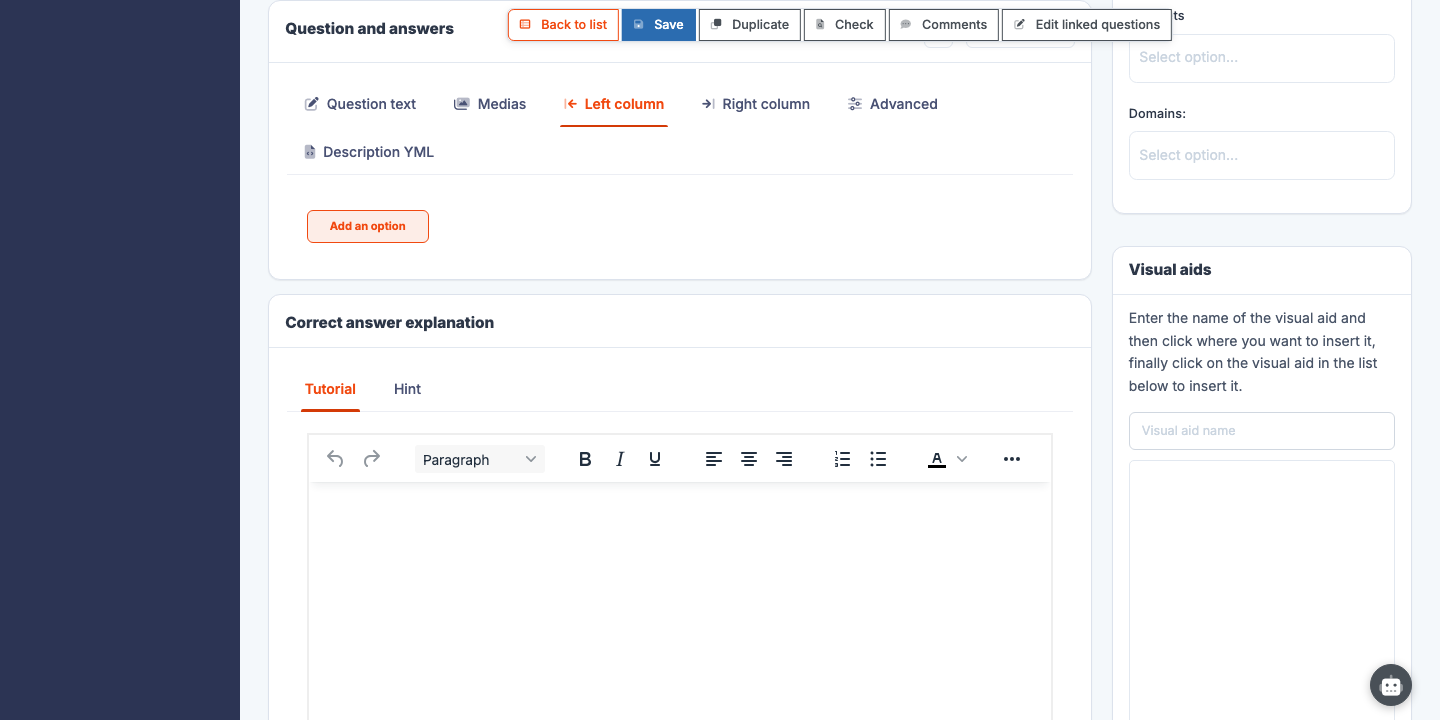 Back to list
Save
Duplicate
Check
Comments
Edit linked questions
Question and answers
Question text
Medias
Left column
Right column
Advanced
Description YML
Add an option
Correct answer explanation
Tutorial
Hint
Paragraph
B
I
U
A
Select option...
Domains:
Select option...
Visual aids
Enter the name of the visual aid and
then click where you want to insert it,
finally click on the visual aid in the list
below to insert it.
Visual aid name